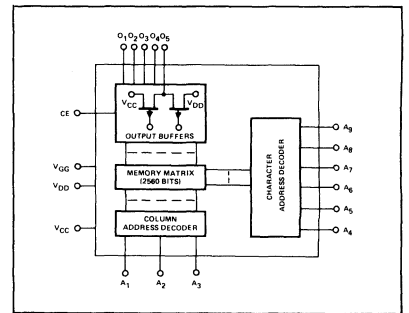 O1 O2 O3 O4 O5
VCC
VDD
CE
OUTPUT BUFFERS
VGG
VDD
MEMORY MATRIX
(2560 BITS)
VCC
COLUMN
ADDRESS DECODER
CHARACTER
ADDRESS DECODER
A9
A8
A7
A6
A5
A4
A1 A2 A3